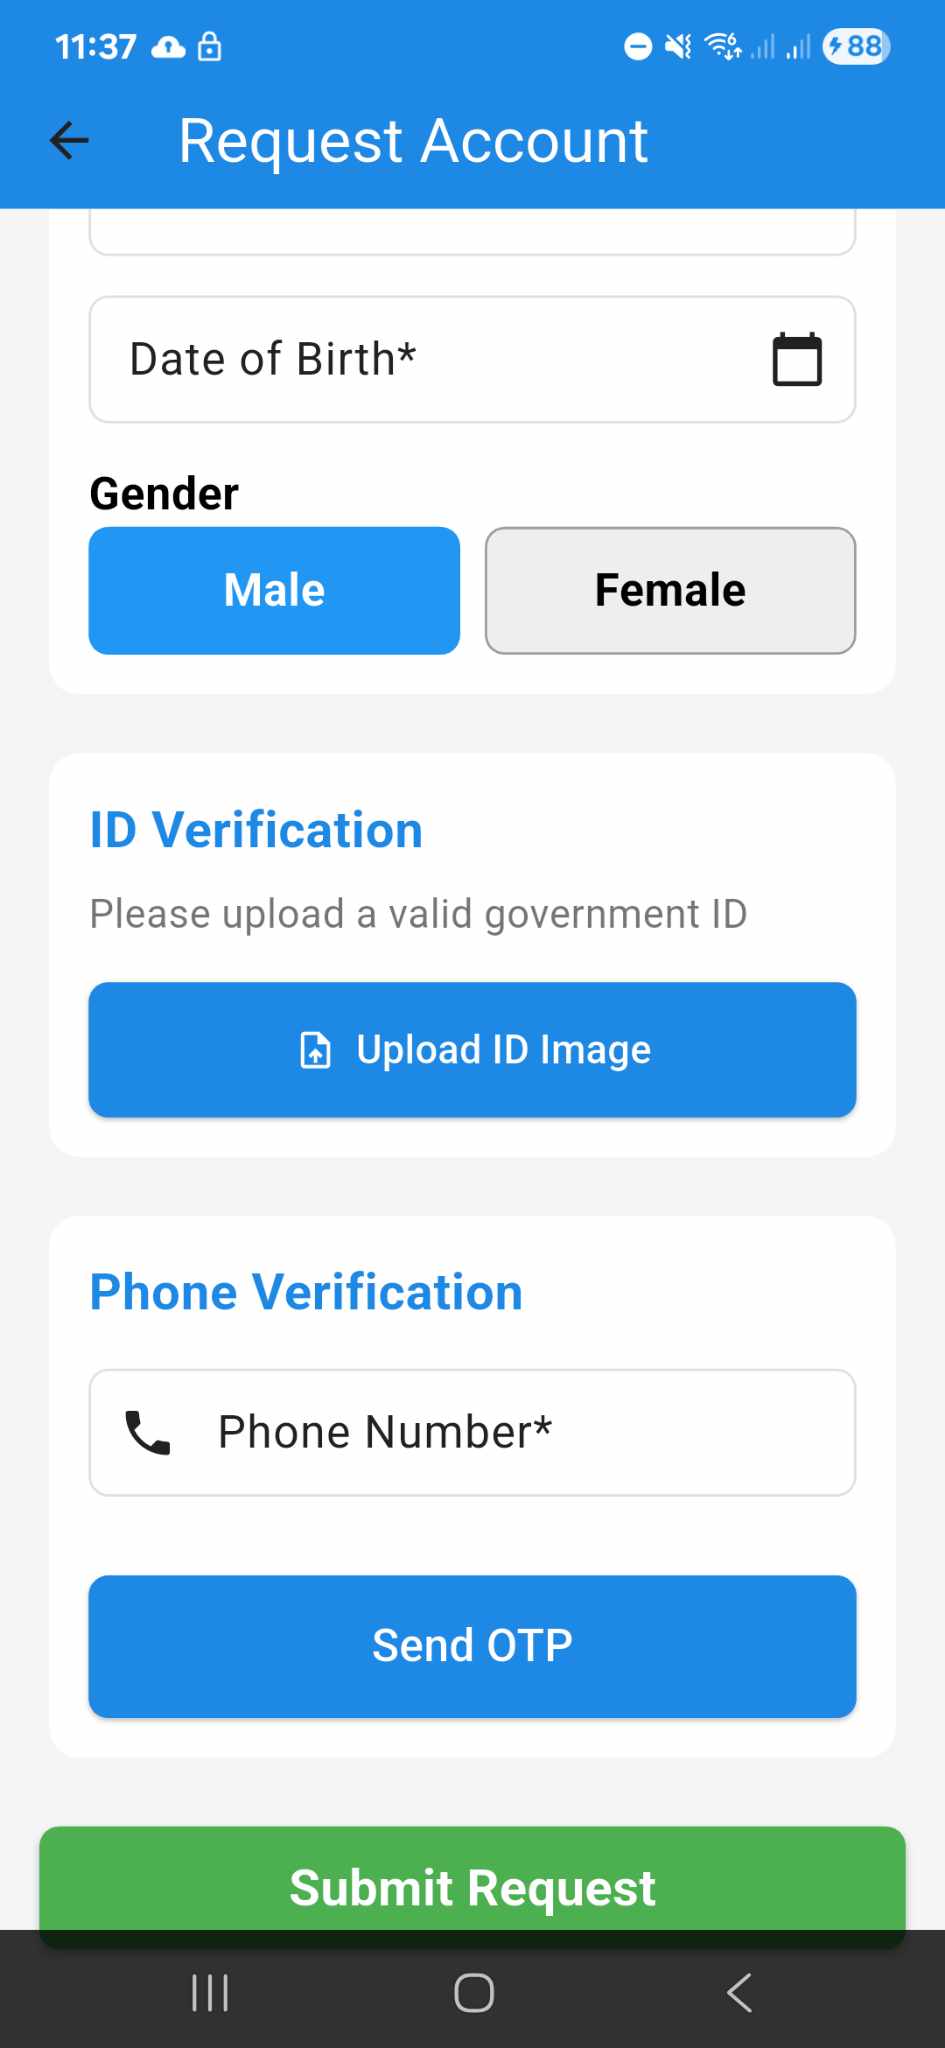 11:37
6
88
Request Account
Date of Birth*
Gender
Male Female
ID Verification
Please upload a valid government ID
Upload ID Image
Phone Verification
Phone Number*
Send OTP
Submit Request